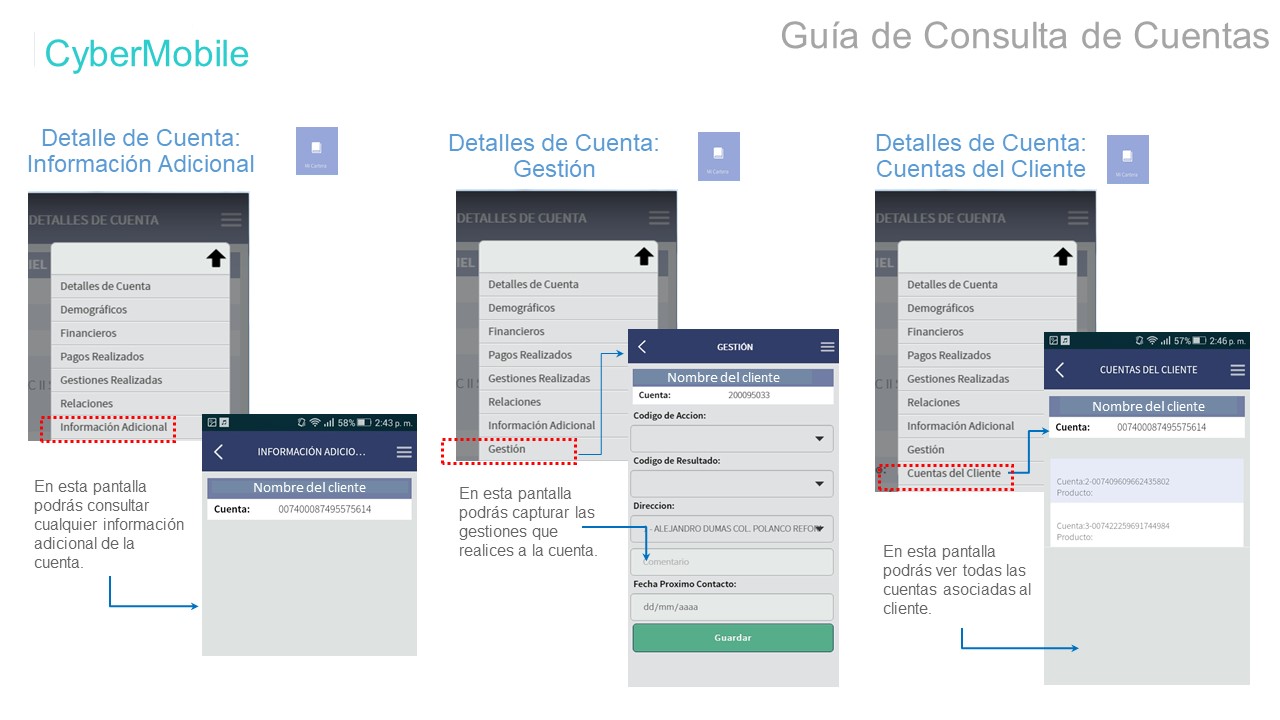 CyberMobile
Guía de Consulta de Cuentas
Detalle de Cuenta:
Información Adicional
Mi Cartera
DETALLES DE CUENTA
IEL
Detalles de Cuenta
Demográficos
Financieros
Pagos Realizados
Gestiones Realizadas
Relaciones
Información Adicional
58% 2:43 p. m.
INFORMACIÓN ADICIO...
Nombre del cliente
Cuenta: 007400087495575614
En esta pantalla
podrás consultar
cualquier información
adicional de la
cuenta.
Detalles de Cuenta:
Gestión
Mi Cartera
DETALLES DE CUENTA
IEL
Detalles de Cuenta
Demográficos
Financieros
Pagos Realizados
Gestiones Realizadas
Relaciones
Información Adicional
Gestión
En esta pantalla
podrás capturar las
gestiones que
realices a la cuenta.
GESTIÓN
Nombre del cliente
Cuenta: 200095033
Codigo de Accion:
Codigo de Resultado:
Direccion:
- ALEJANDRO DUMAS COL. POLANCO REFOR
Comentario
Fecha Proximo Contacto:
dd/mm/aaaa
Guardar
Detalles de Cuenta:
Cuentas del Cliente
Mi Cartera
DETALLES DE CUENTA
IEL
Detalles de Cuenta
Demográficos
Financieros
Pagos Realizados
Gestiones Realizadas
Relaciones
Información Adicional
Gestión
Cuentas del Cliente
57% 2:46 p. m.
CUENTAS DEL CLIENTE
Nombre del cliente
Cuenta: 007400087495575614
Cuenta:2-007409609662435802
Producto:
Cuenta:3-007422259691744984
Producto:
En esta pantalla
podrás ver todas las
cuentas asociadas al
cliente.